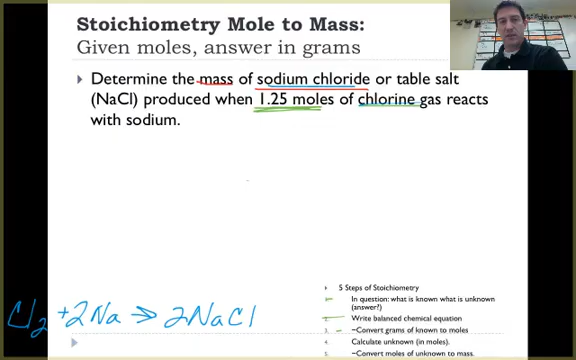 Stoichiometry Mole to Mass:
Given moles, answer in grams
Determine the mass of sodium chloride or table salt
(NaCl) produced when 1.25 moles of chlorine gas reacts
with sodium.
5 Steps of Stoichiometry
In question: what is known what is unknown
(answer?)
Write balanced chemical equation
3. –Convert grams of known to moles
4. Calculate unknown (in moles).
5. –Convert moles of unknown to mass.
Cl₂ + 2Na → 2NaCl